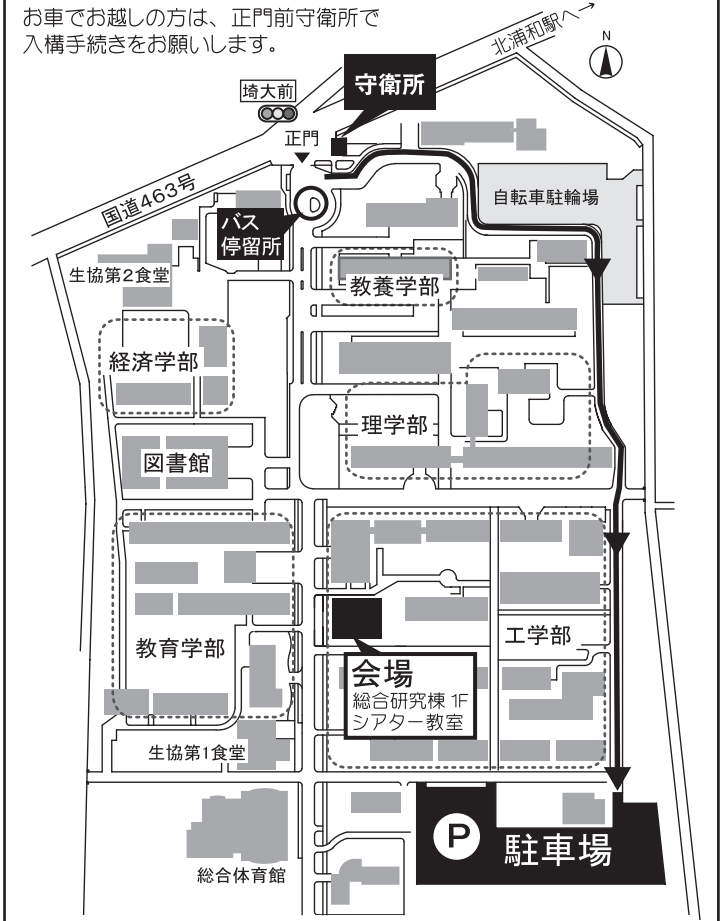 お車でお越しの方は、正門前守衛所で
入構手続きをお願いします。
北浦和駅へ
N
守衛所
埼大前
正門
国道463号
自転車駐輪場
バス
停留所
生協第2食堂
教養学部
経済学部
理学部
図書館
工学部
教育学部
会場
総合研究棟 1F
シアター教室
生協第1食堂
P
駐車場
総合体育館